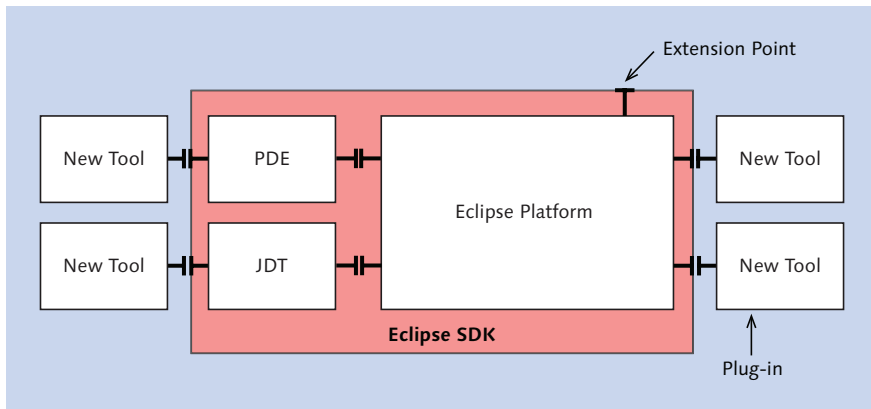 Extension Point
New Tool
PDE
Eclipse Platform
New Tool
New Tool
JDT
New Tool
Eclipse SDK
Plug-in